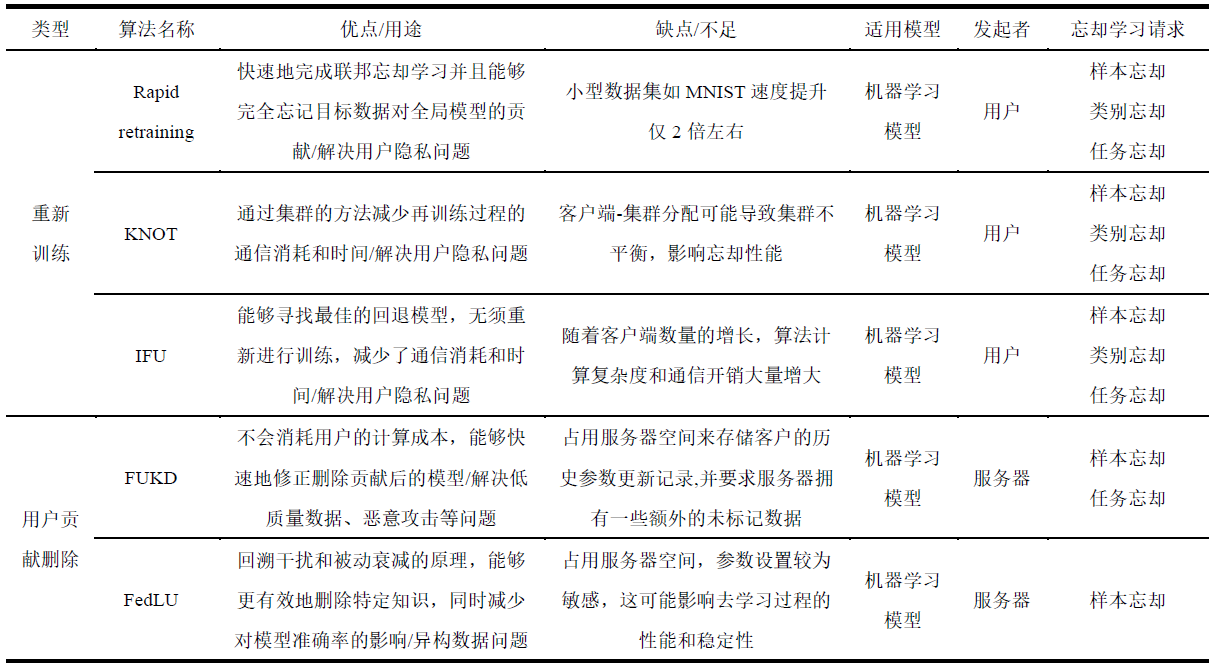 类型 算法名称 优点/用途 缺点/不足 适用模型 发起者 忘却学习请求
重新
训练
Rapid
retraining
快速地完成联邦忘却学习并且能够
完全忘记目标数据对全局模型的贡
献/解决用户隐私问题
小型数据集如 MNIST 速度提升
仅 2 倍左右
机器学习
模型
用户
样本忘却
类别忘却
任务忘却
KNOT
通过集群的方法减少再训练过程的
通信消耗和时间/解决用户隐私问题
客户端-集群分配可能导致集群不
平衡，影响忘却性能
机器学习
模型
用户
样本忘却
类别忘却
任务忘却
IFU
能够寻找最佳的回退模型，无须重
新进行训练，减少了通信消耗和时
间/解决用户隐私问题
随着客户端数量的增长，算法计
算复杂度和通信开销大量增大
机器学习
模型
用户
样本忘却
类别忘却
任务忘却
用户贡
献删除
FUKD
不会消耗用户的计算成本，能够快
速地修正删除贡献后的模型/解决低
质量数据、恶意攻击等问题
占用服务器空间来存储客户的历
史参数更新记录,并要求服务器拥
有一些额外的未标记数据
机器学习
模型
服务器
样本忘却
任务忘却
FedLU
回溯干扰和被动衰减的原理，能够
更有效地删除特定知识，同时减少
对模型准确率的影响/异构数据问题
占用服务器空间，参数设置较为
敏感，这可能影响去学习过程的
性能和稳定性
机器学习
模型
服务器
样本忘却